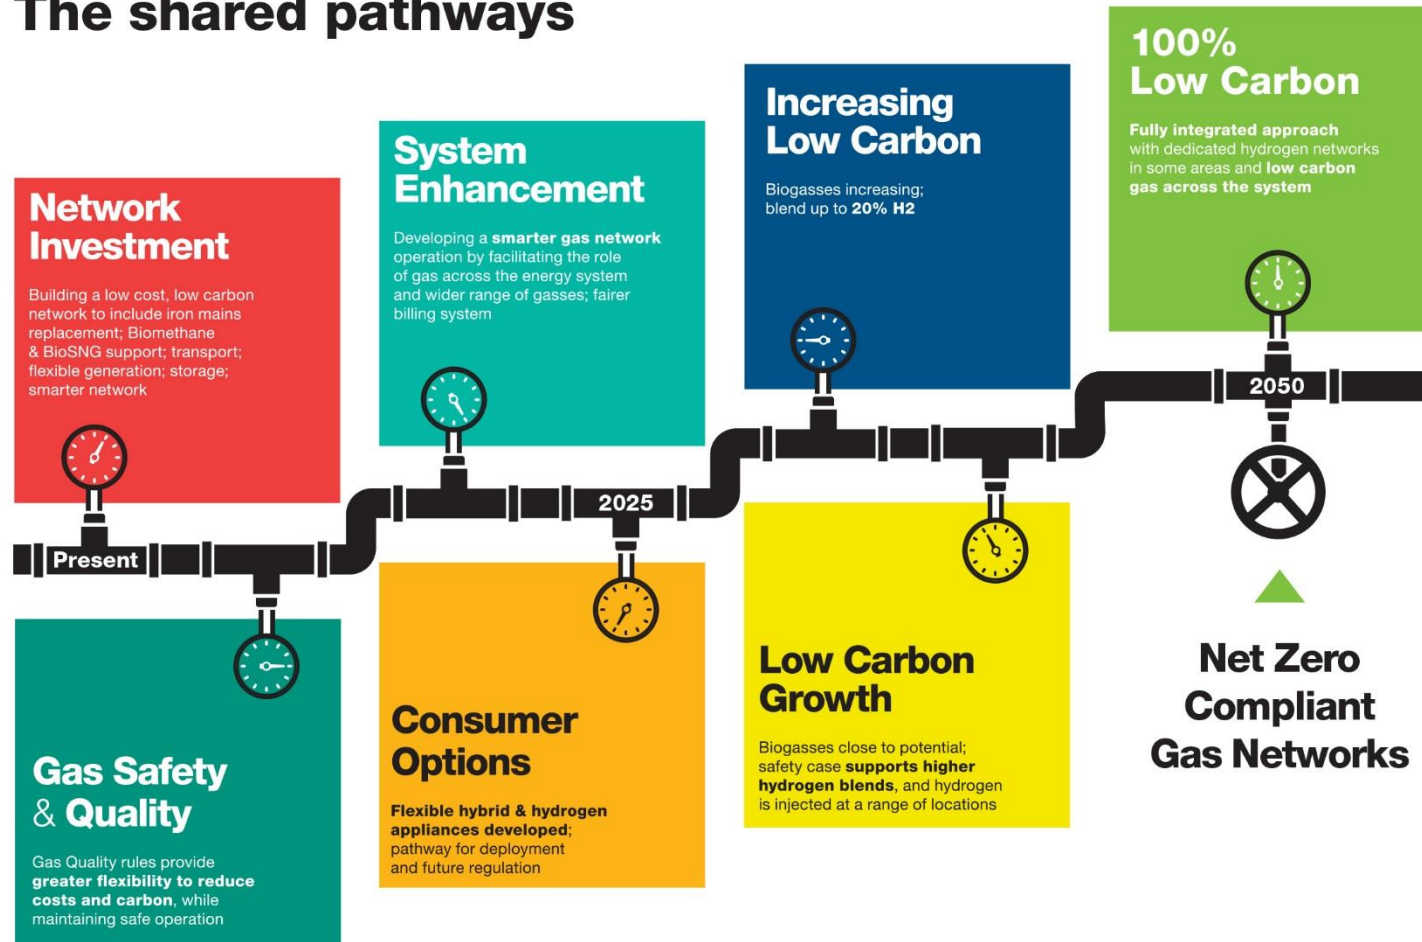 The shared pathways
Network
Investment
Building a low cost, low carbon
network to include iron mains
replacement; Biomethane
& BioSNG support; transport;
flexible generation; storage;
smarter network
System
Enhancement
Developing a smarter gas network
operation by facilitating the role
of gas across the energy system
and wider range of gasses; fairer
billing system
Increasing
Low Carbon
Biogasses increasing;
blend up to 20% H2
100%
Low Carbon
Fully integrated approach
with dedicated hydrogen networks
in some areas and low carbon
gas across the system
Present
2025
2050
Gas Safety
& Quality
Gas Quality rules provide
greater flexibility to reduce
costs and carbon, while
maintaining safe operation
Consumer
Options
Flexible hybrid & hydrogen
appliances developed;
pathway for deployment
and future regulation
Low Carbon
Growth
Biogasses close to potential;
safety case supports higher
hydrogen blends, and hydrogen
is injected at a range of locations
Net Zero
Compliant
Gas Networks